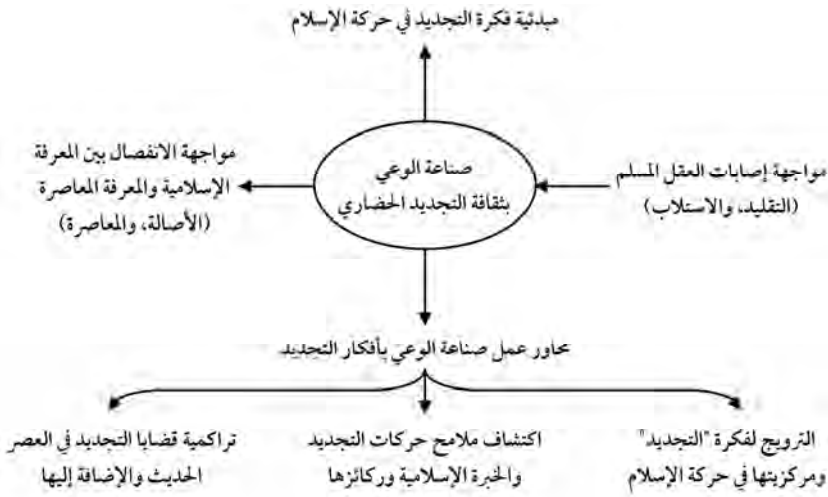 مبدئية فكرة التجديد في حركة الإسلام
صناعة الوعي
بثقافة التجديد الحضاري
مواجهة إصابات العقل المسلم
(التقليد، والاستلاب)
مواجهة الانفصال بين المعرفة
الإسلامية والمعرفة المعاصرة
(الأصالة، والمعاصرة)
محاور عمل صناعة الوعي بأفكار التجديد
الترويج لفكرة "التجديد"
ومركزيتها في حركة الإسلام
اكتشاف ملامح حركات التجديد
والخبرة الإسلامية وركائزها
تراكمية قضايا التجديد في العصر
الحديث والإضافة إليها